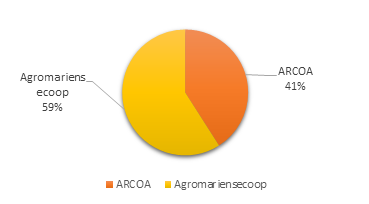 ARCOA
41%
Agromariens
ecoop
59%
ARCOA Agromariensecoop